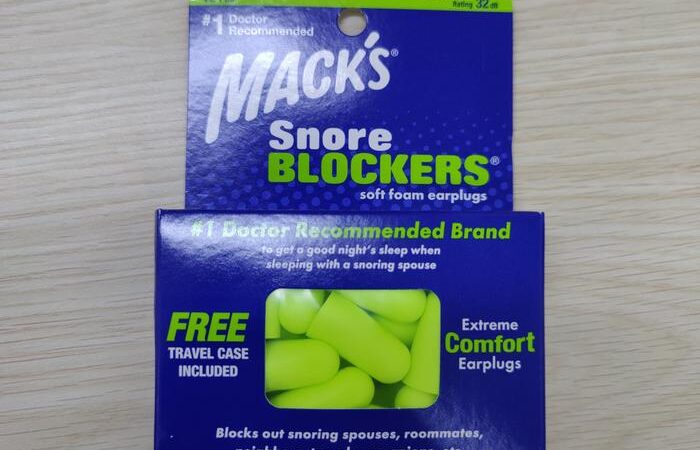 Rating 32 dB
#1 Doctor
Recommended
MACK'S®
Snore
BLOCKERS®
soft foam earplugs
#1 Doctor Recommended Brand
to get a good night's sleep when
sleeping with a snoring spouse
FREE
TRAVEL CASE
INCLUDED
Extreme
Comfort
Earplugs
Blocks out snoring spouses, roommates,